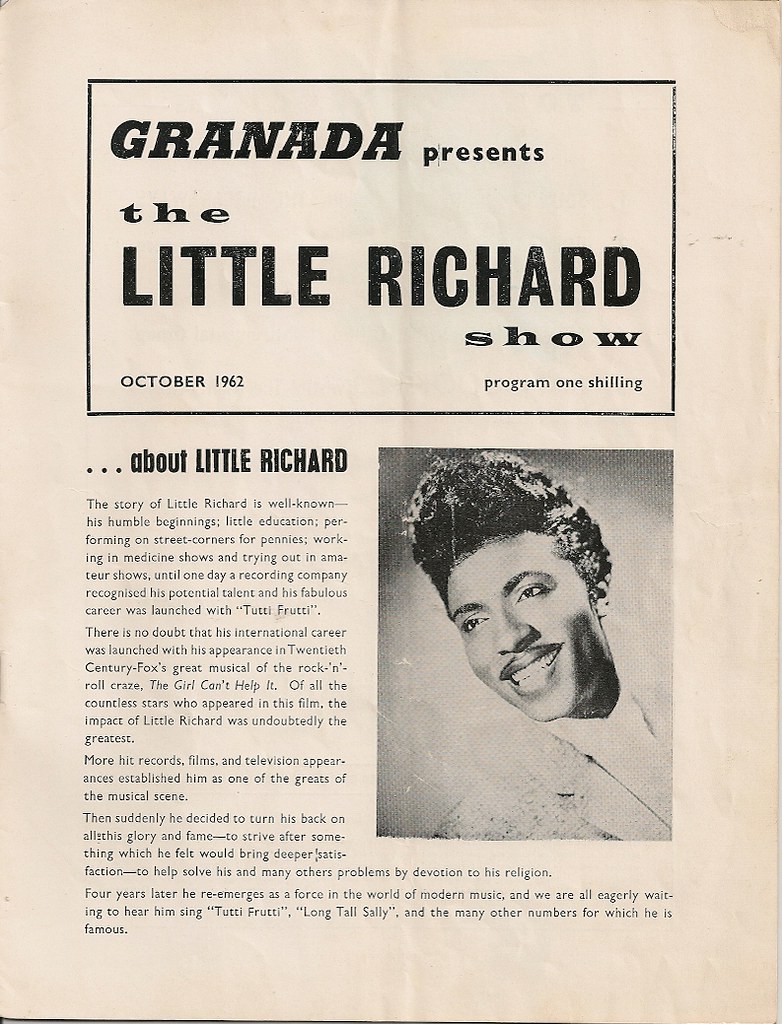 GRANADA presents
the
LITTLE RICHARD
show
OCTOBER 1962 program one shilling
. . . about LITTLE RICHARD
The story of Little Richard is well-known—
his humble beginnings; little education; per-
forming on street-corners for pennies; work-
ing in medicine shows and trying out in ama-
teur shows, until one day a recording company
recognised his potential talent and his fabulous
career was launched with "Tutti Frutti".
There is no doubt that his international career
was launched with his appearance in Twentieth
Century-Fox's great musical of the rock-'n'-
roll craze, The Girl Can't Help It. Of all the
countless stars who appeared in this film, the
impact of Little Richard was undoubtedly the
greatest.
More hit records, films, and television appear-
ances established him as one of the greats of
the musical scene.
Then suddenly he decided to turn his back on
all this glory and fame—to strive after some-
thing which he felt would bring deeper satis-
faction—to help solve his and many others problems by devotion to his religion.
Four years later he re-emerges as a force in the world of modern music, and we are all eagerly wait-
ing to hear him sing "Tutti Frutti", "Long Tall Sally", and the many other numbers for which he is
famous.